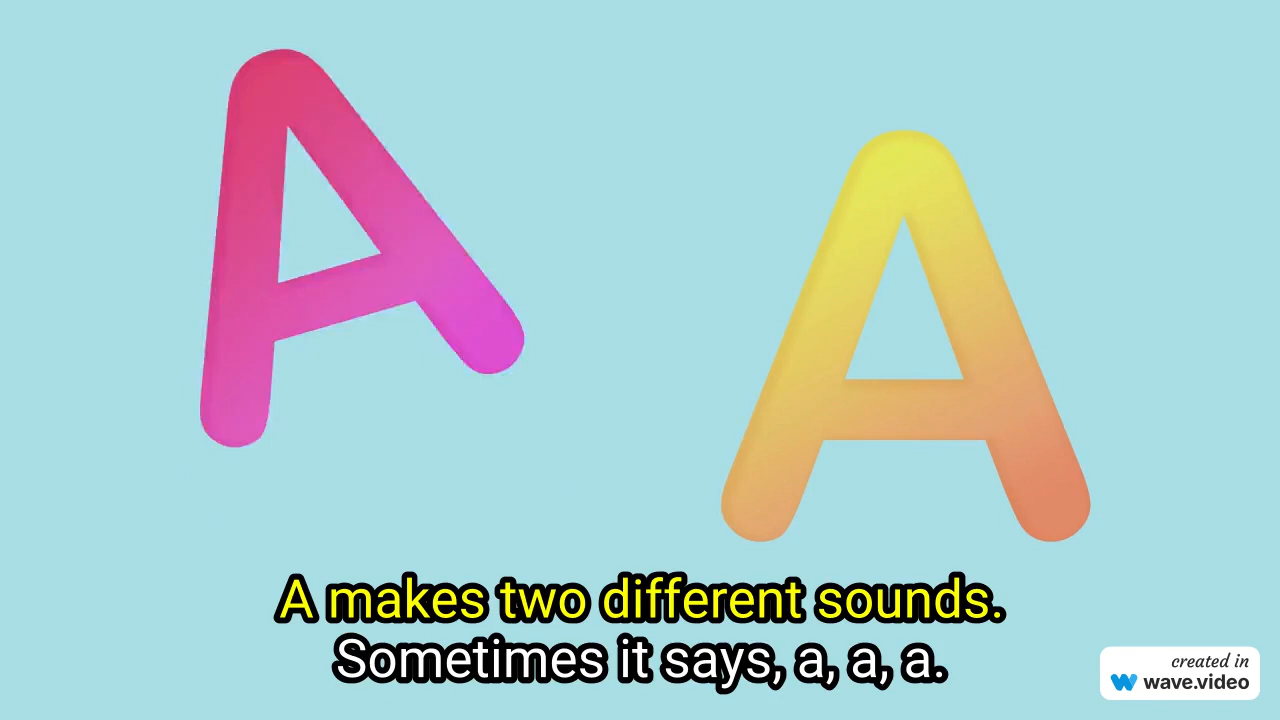 A A
A makes two different sounds.
Sometimes it says, a, a, a.
created in
wave.video